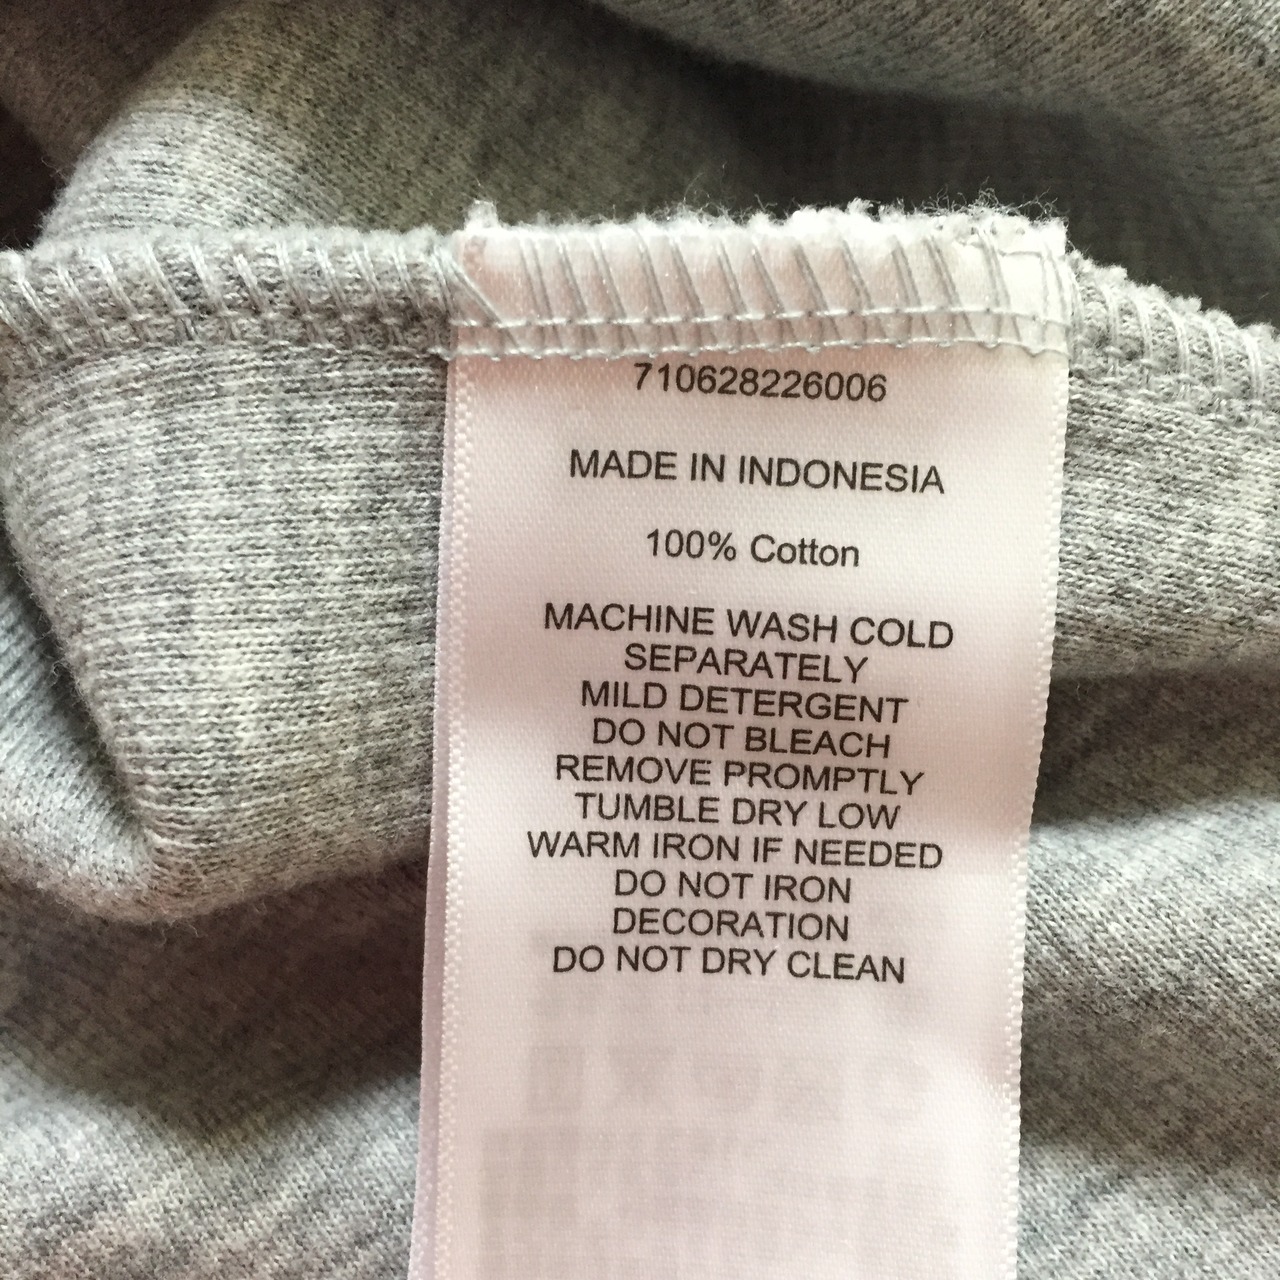 710628226006
MADE IN INDONESIA
100% Cotton
MACHINE WASH COLD
SEPARATELY
MILD DETERGENT
DO NOT BLEACH
REMOVE PROMPTLY
TUMBLE DRY LOW
WARM IRON IF NEEDED
DO NOT IRON
DECORATION
DO NOT DRY CLEAN